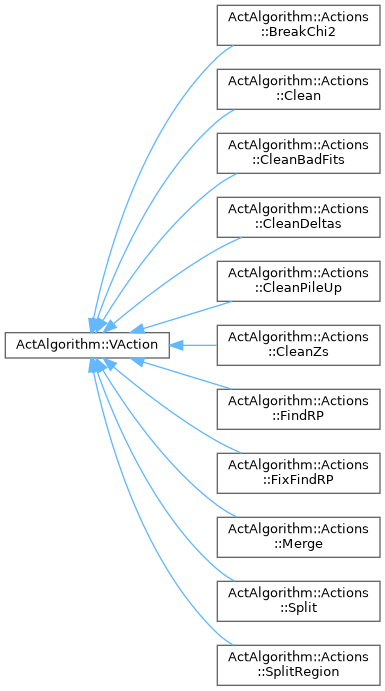 ActAlgorithm::Actions
::BreakChi2
ActAlgorithm::Actions
::Clean
ActAlgorithm::Actions
::CleanBadFits
ActAlgorithm::Actions
::CleanDeltas
ActAlgorithm::Actions
::CleanPileUp
ActAlgorithm::VAction
ActAlgorithm::Actions
::CleanZs
ActAlgorithm::Actions
::FindRP
ActAlgorithm::Actions
::FixFindRP
ActAlgorithm::Actions
::Merge
ActAlgorithm::Actions
::Split
ActAlgorithm::Actions
::SplitRegion